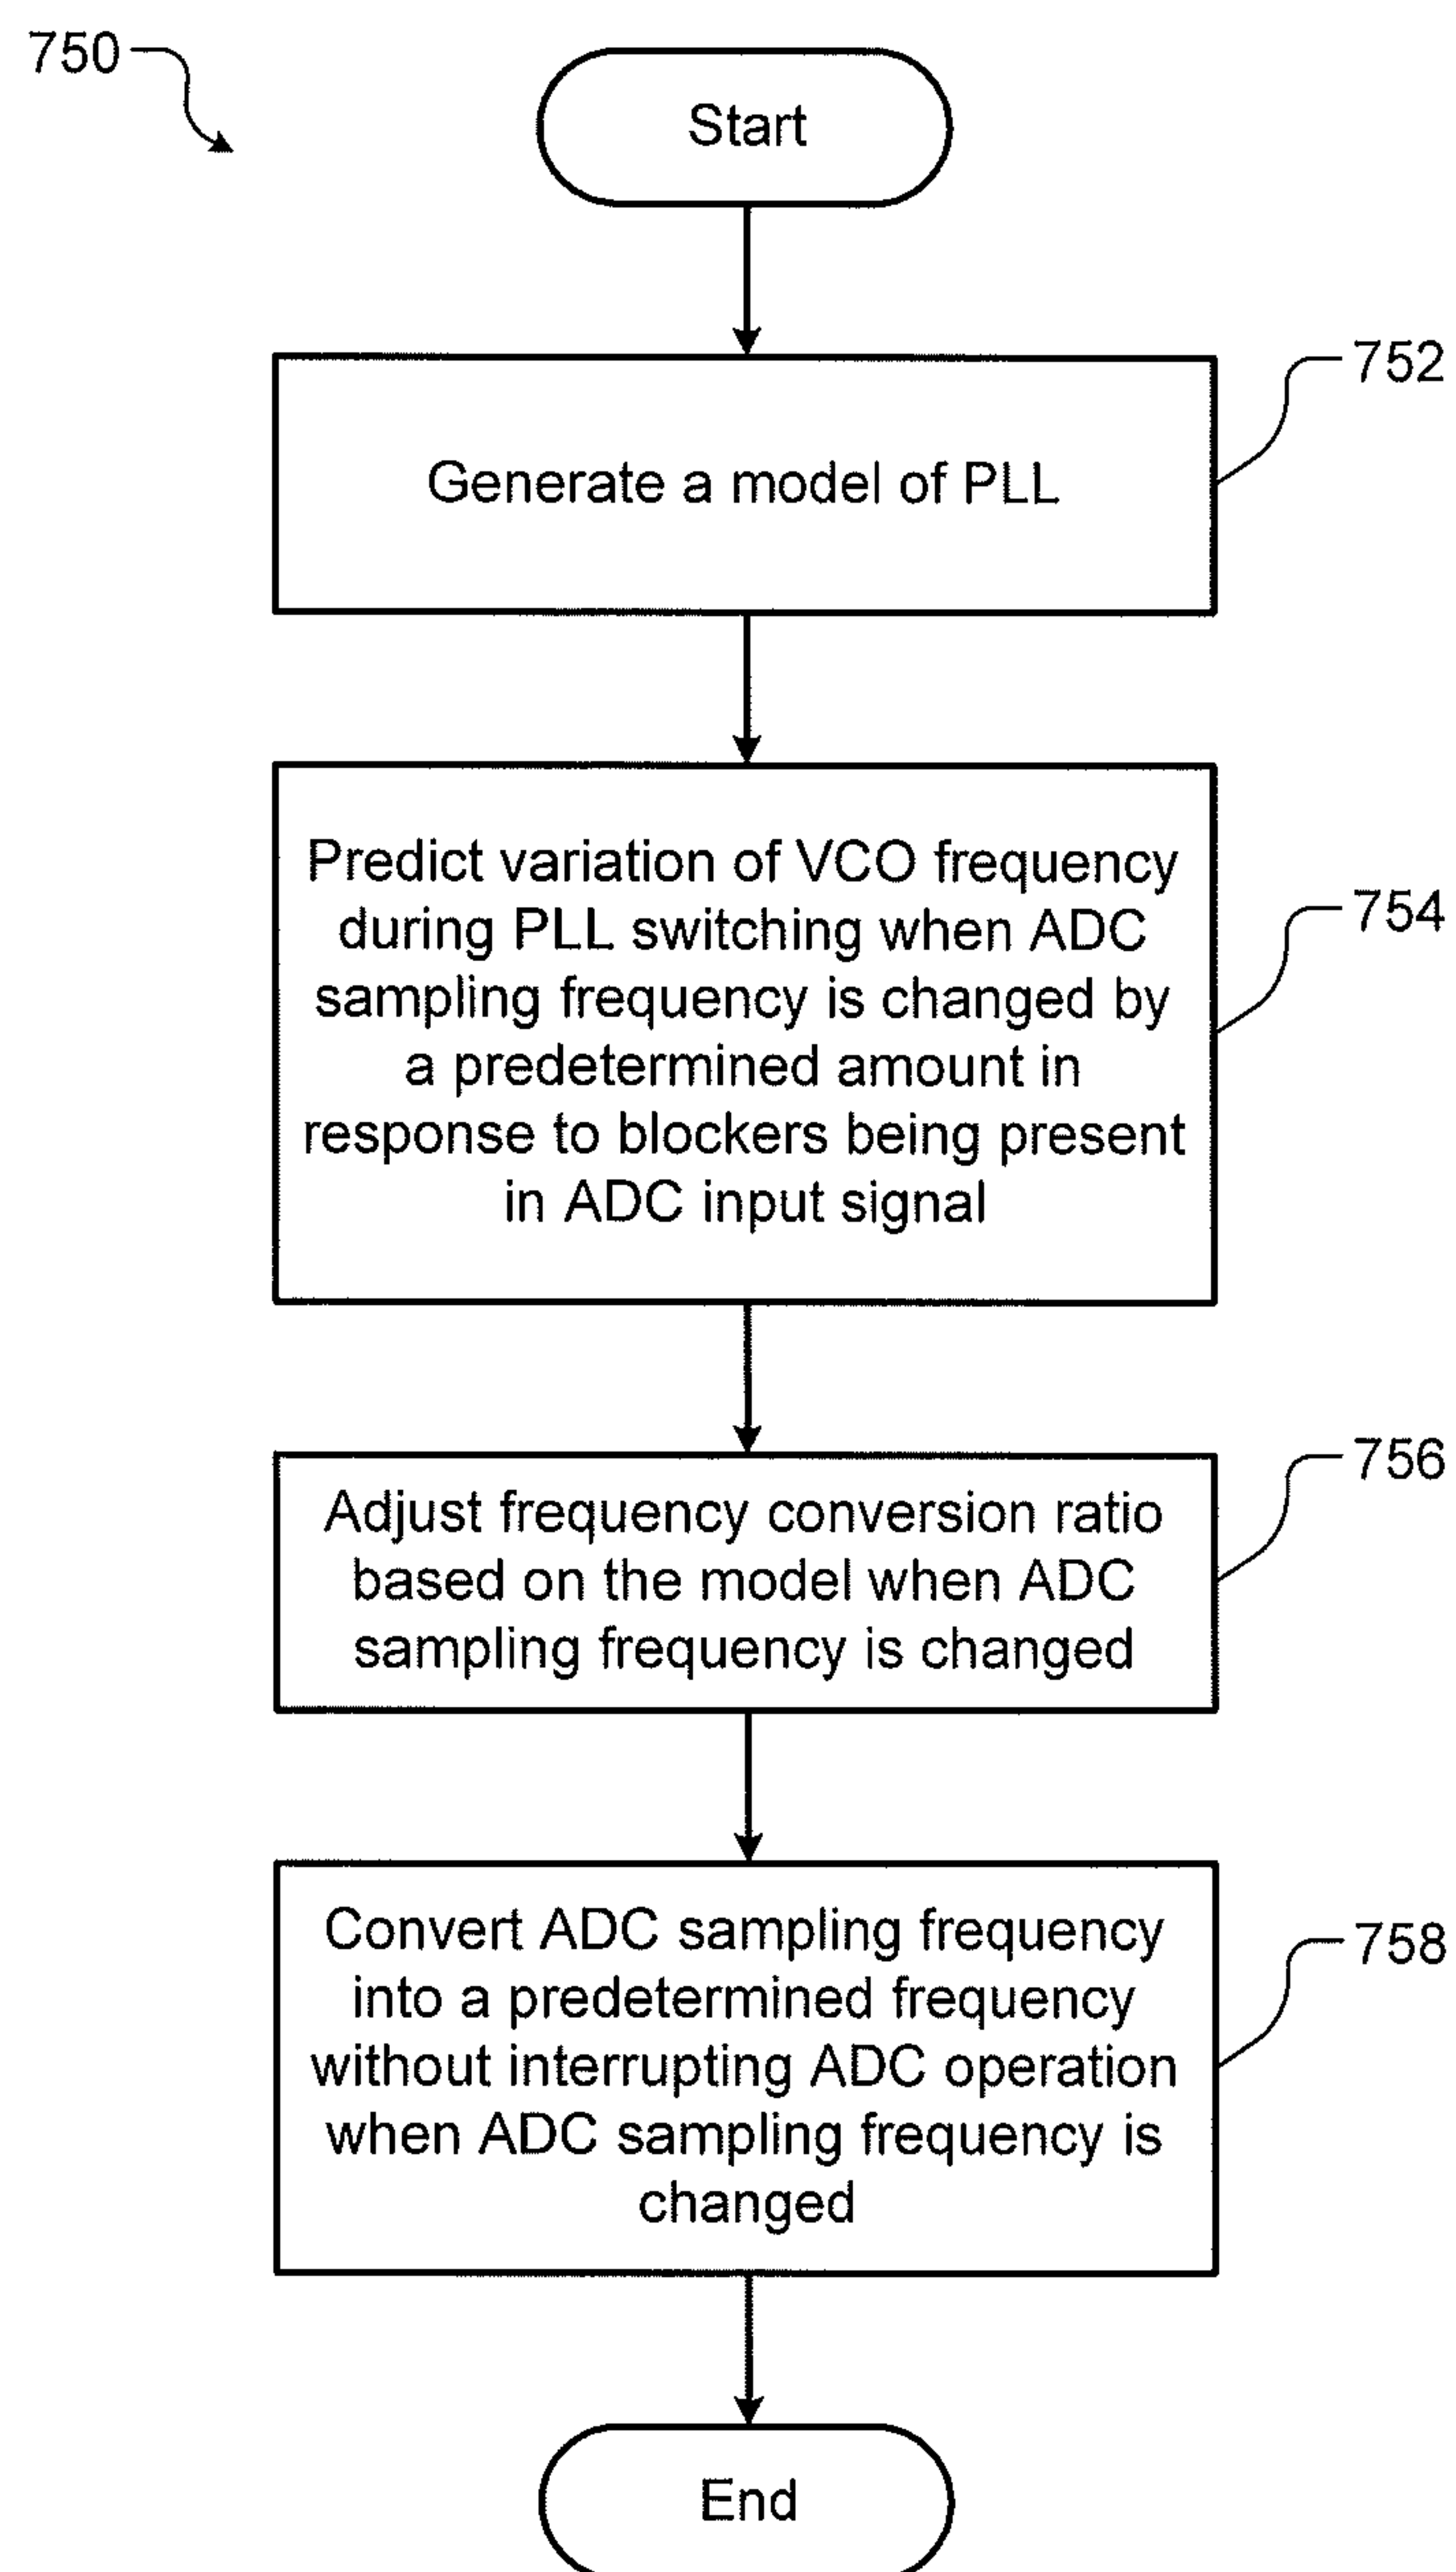 750
Start
752
Generate a model of PLL
Predict variation of VCO frequency
during PLL switching when ADC
754
sampling frequency is changed by
a predetermined amount in
response to blockers being present
in ADC input signal
756
Adjust frequency conversion ratio
based on the model when ADC
sampling frequency is changed
Convert ADC sampling frequency
758
into a predetermined frequency
without interrupting ADC operation
when ADC sampling frequency is
changed
End